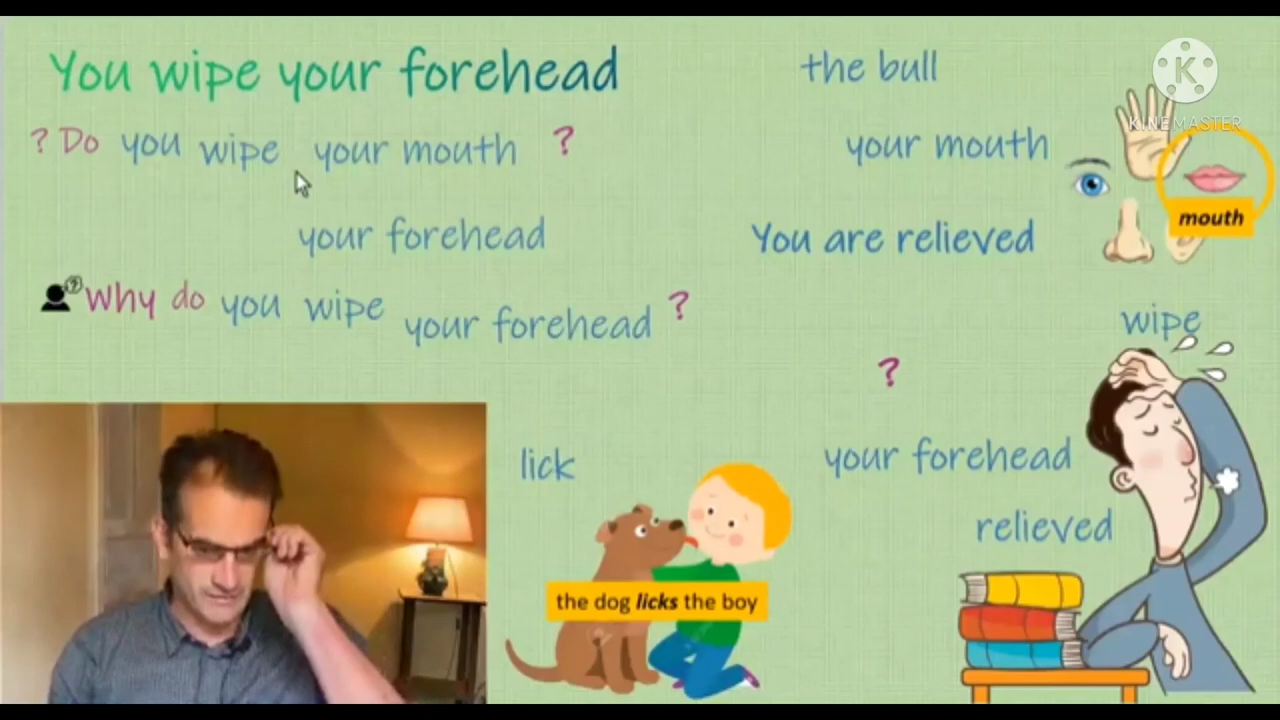 You wipe your forehead
? Do you wipe your mouth ?
your forehead
Why do you wipe your forehead ?
the bull
your mouth
You are relieved
K
KINEMASTER
mouth
wipe
?
your forehead
relieved
lick
the dog licks the boy